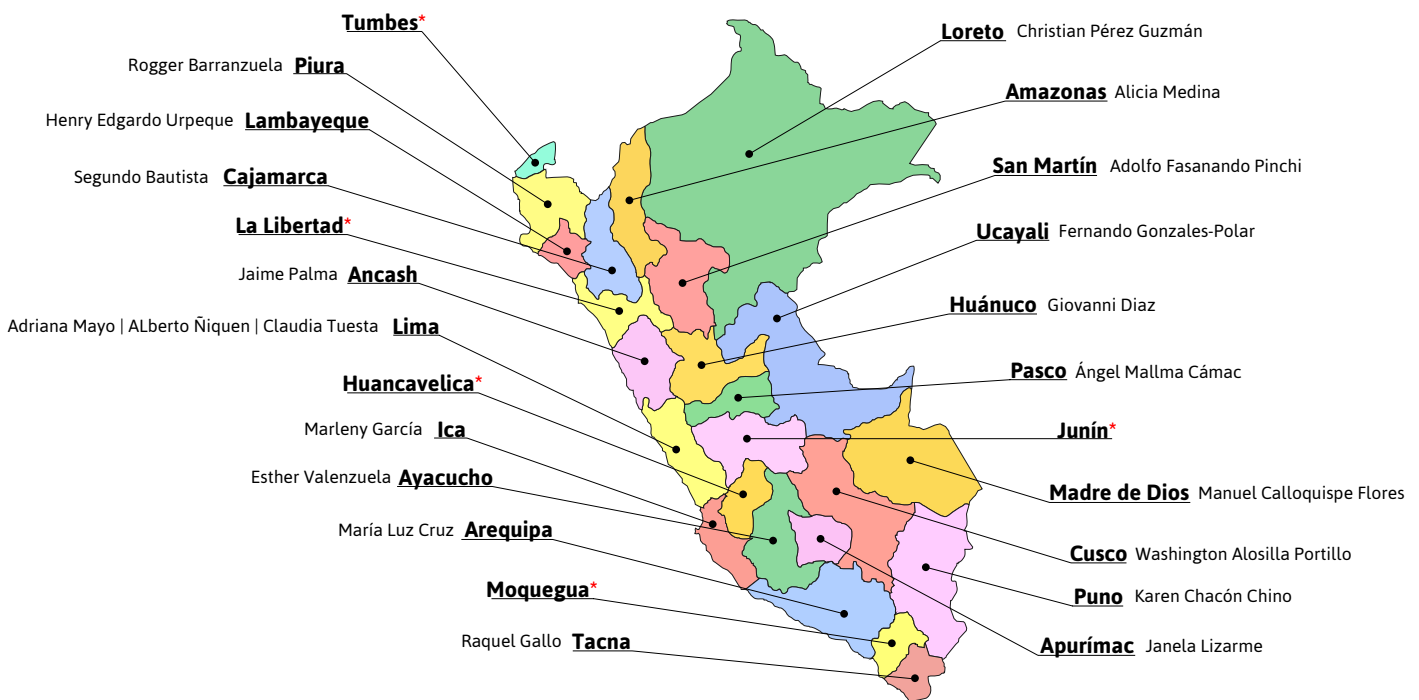 Tumbes*
Rogger Barranzuela Piura
Henry Edgardo Urpeque Lambayeque
Segundo Bautista Cajamarca
La Libertad*
Jaime Palma Ancash
Adriana Mayo | ALberto Ñiquen | Claudia Tuesta Lima
Huancavelica*
Marleny García Ica
Esther Valenzuela Ayacucho
María Luz Cruz Arequipa
Moquegua*
Raquel Gallo Tacna
Loreto Christian Pérez Guzmán
Amazonas Alicia Medina
San Martín Adolfo Fasanando Pinchi
Ucayali Fernando Gonzales-Polar
Huánuco Giovanni Diaz
Pasco Ángel Mallma Cámac
Junín*
Madre de Dios Manuel Calloquispe Flores
Cusco Washington Alosilla Portillo
Puno Karen Chacón Chino
Apurímac Janela Lizarme